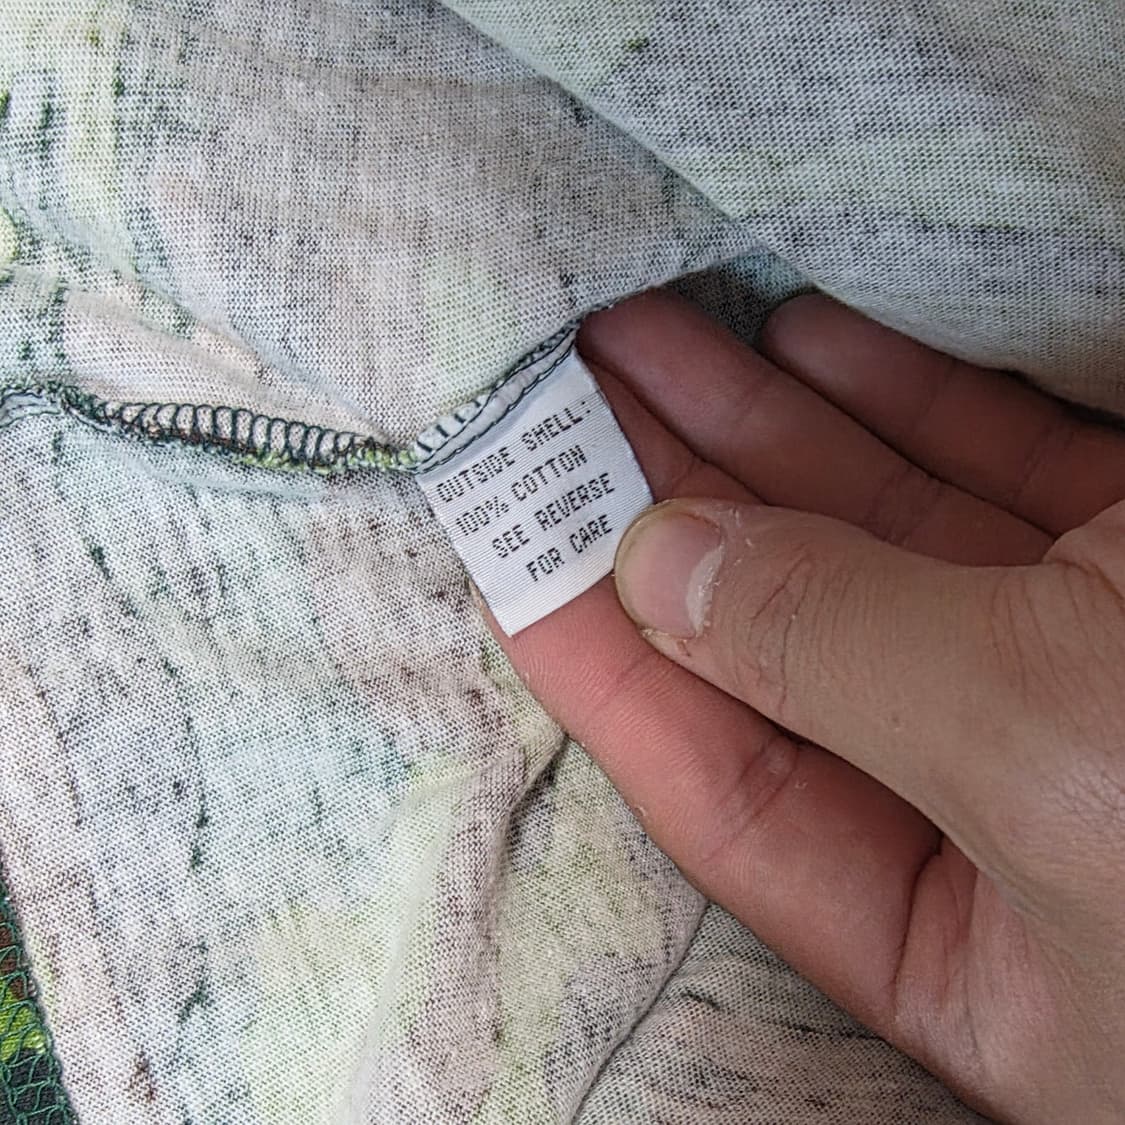 OUTSIDE SHELL:
100% COTTON
SEE REVERSE
FOR CARE